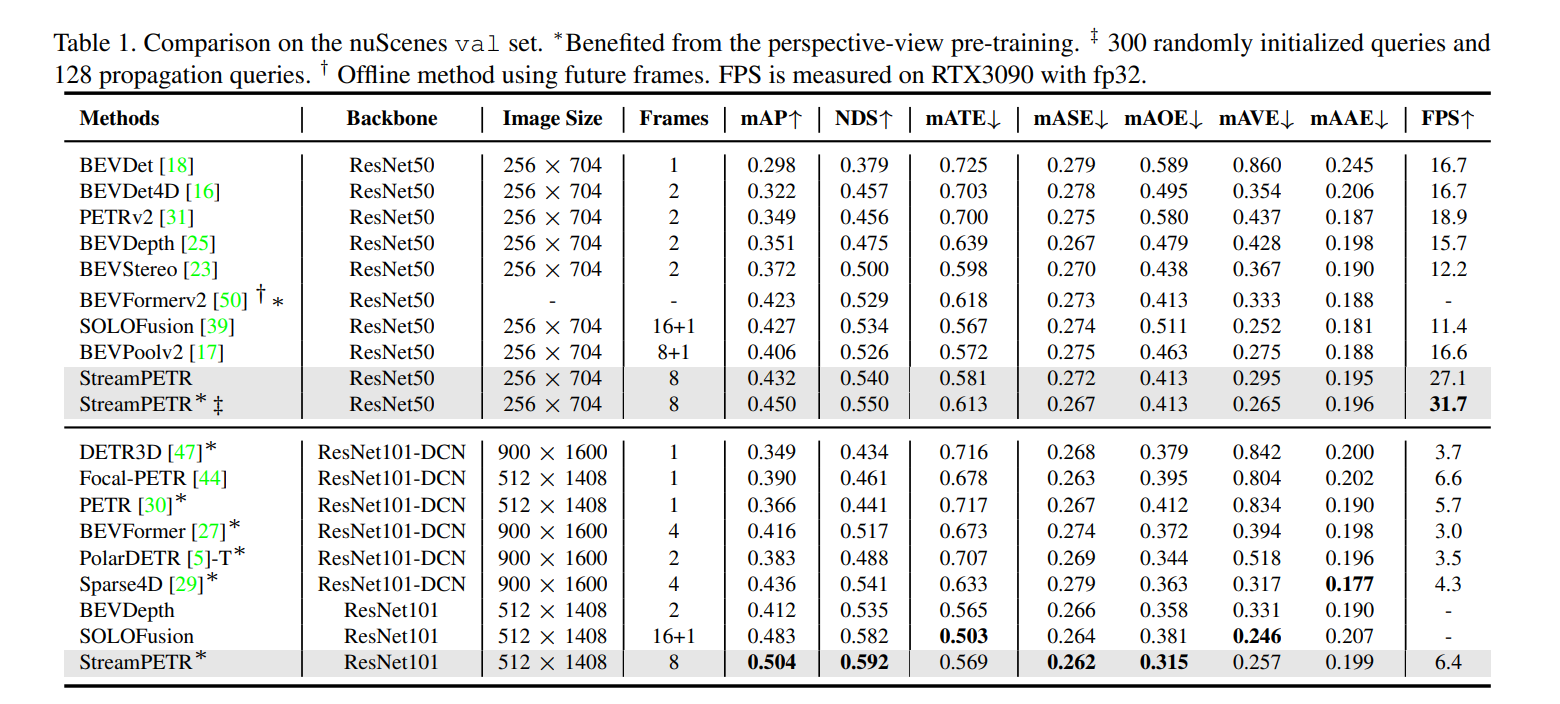 Table 1. Comparison on the nuScenes val set. *Benefited from the perspective-view pre-training. ‡ 300 randomly initialized queries and
128 propagation queries. † Offline method using future frames. FPS is measured on RTX3090 with fp32.
Methods Backbone Image Size Frames mAP↑ NDS↑ mATE↓ mASE↓ mAOE↓ mAVE↓ mAAE↓ FPS↑
BEVDet [18] ResNet50 256 × 704 1 0.298 0.379 0.725 0.279 0.589 0.860 0.245 16.7
BEVDet4D [16] ResNet50 256 × 704 2 0.322 0.457 0.703 0.278 0.495 0.354 0.206 16.7
PETRv2 [31] ResNet50 256 × 704 2 0.349 0.456 0.700 0.275 0.580 0.437 0.187 18.9
BEVDepth [25] ResNet50 256 × 704 2 0.351 0.475 0.639 0.267 0.479 0.428 0.198 15.7
BEVStereo [23] ResNet50 256 × 704 2 0.372 0.500 0.598 0.270 0.438 0.367 0.190 12.2
BEVFormerv2 [50] † * ResNet50 - - 0.423 0.529 0.618 0.273 0.413 0.333 0.188 -
SOLOFusion [39] ResNet50 256 × 704 16+1 0.427 0.534 0.567 0.274 0.511 0.252 0.181 11.4
BEVPoolv2 [17] ResNet50 256 × 704 8+1 0.406 0.526 0.572 0.275 0.463 0.275 0.188 16.6
StreamPETR ResNet50 256 × 704 8 0.432 0.540 0.581 0.272 0.413 0.295 0.195 27.1
StreamPETR* ‡ ResNet50 256 × 704 8 0.450 0.550 0.613 0.267 0.413 0.265 0.196 31.7
DETR3D [47]* ResNet101-DCN 900 × 1600 1 0.349 0.434 0.716 0.268 0.379 0.842 0.200 3.7
Focal-PETR [44] ResNet101-DCN 512 × 1408 1 0.390 0.461 0.678 0.263 0.395 0.804 0.202 6.6
PETR [30]* ResNet101-DCN 512 × 1408 1 0.366 0.441 0.717 0.267 0.412 0.834 0.190 5.7
BEVFormer [27]* ResNet101-DCN 900 × 1600 4 0.416 0.517 0.673 0.274 0.372 0.394 0.198 3.0
PolarDETR [5]-T* ResNet101-DCN 900 × 1600 2 0.383 0.488 0.707 0.269 0.344 0.518 0.196 3.5
Sparse4D [29]* ResNet101-DCN 900 × 1600 4 0.436 0.541 0.633 0.279 0.363 0.317 0.177 4.3
BEVDepth ResNet101 512 × 1408 2 0.412 0.535 0.565 0.266 0.358 0.331 0.190 -
SOLOFusion ResNet101 512 × 1408 16+1 0.483 0.582 0.503 0.264 0.381 0.246 0.207 -
StreamPETR* ResNet101 512 × 1408 8 0.504 0.592 0.569 0.262 0.315 0.257 0.199 6.4